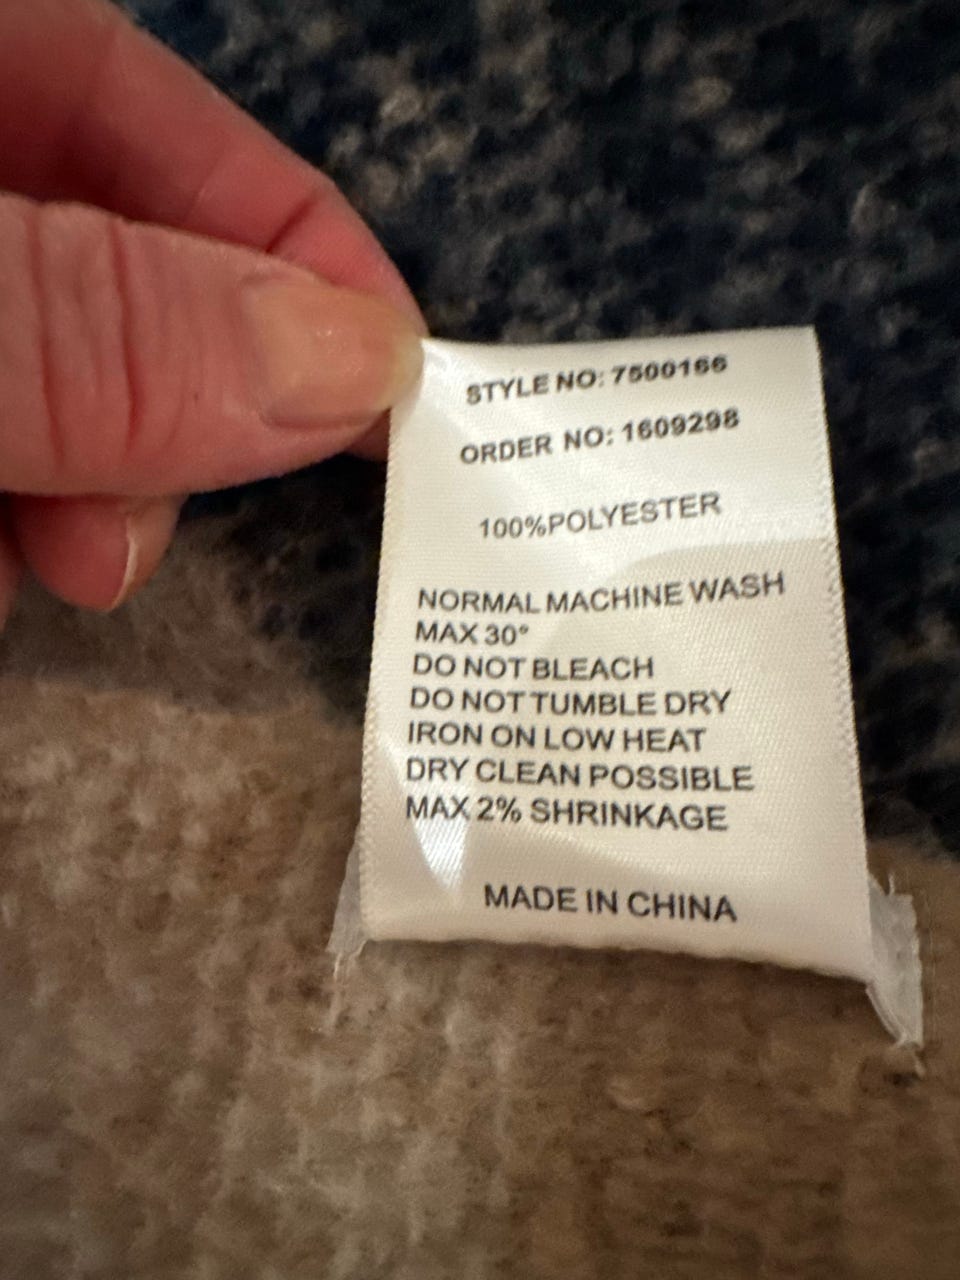 STYLE NO: 7500166
ORDER NO: 1609298
100%POLYESTER
NORMAL MACHINE WASH
MAX 30°
DO NOT BLEACH
DO NOT TUMBLE DRY
IRON ON LOW HEAT
DRY CLEAN POSSIBLE
MAX 2% SHRINKAGE
MADE IN CHINA